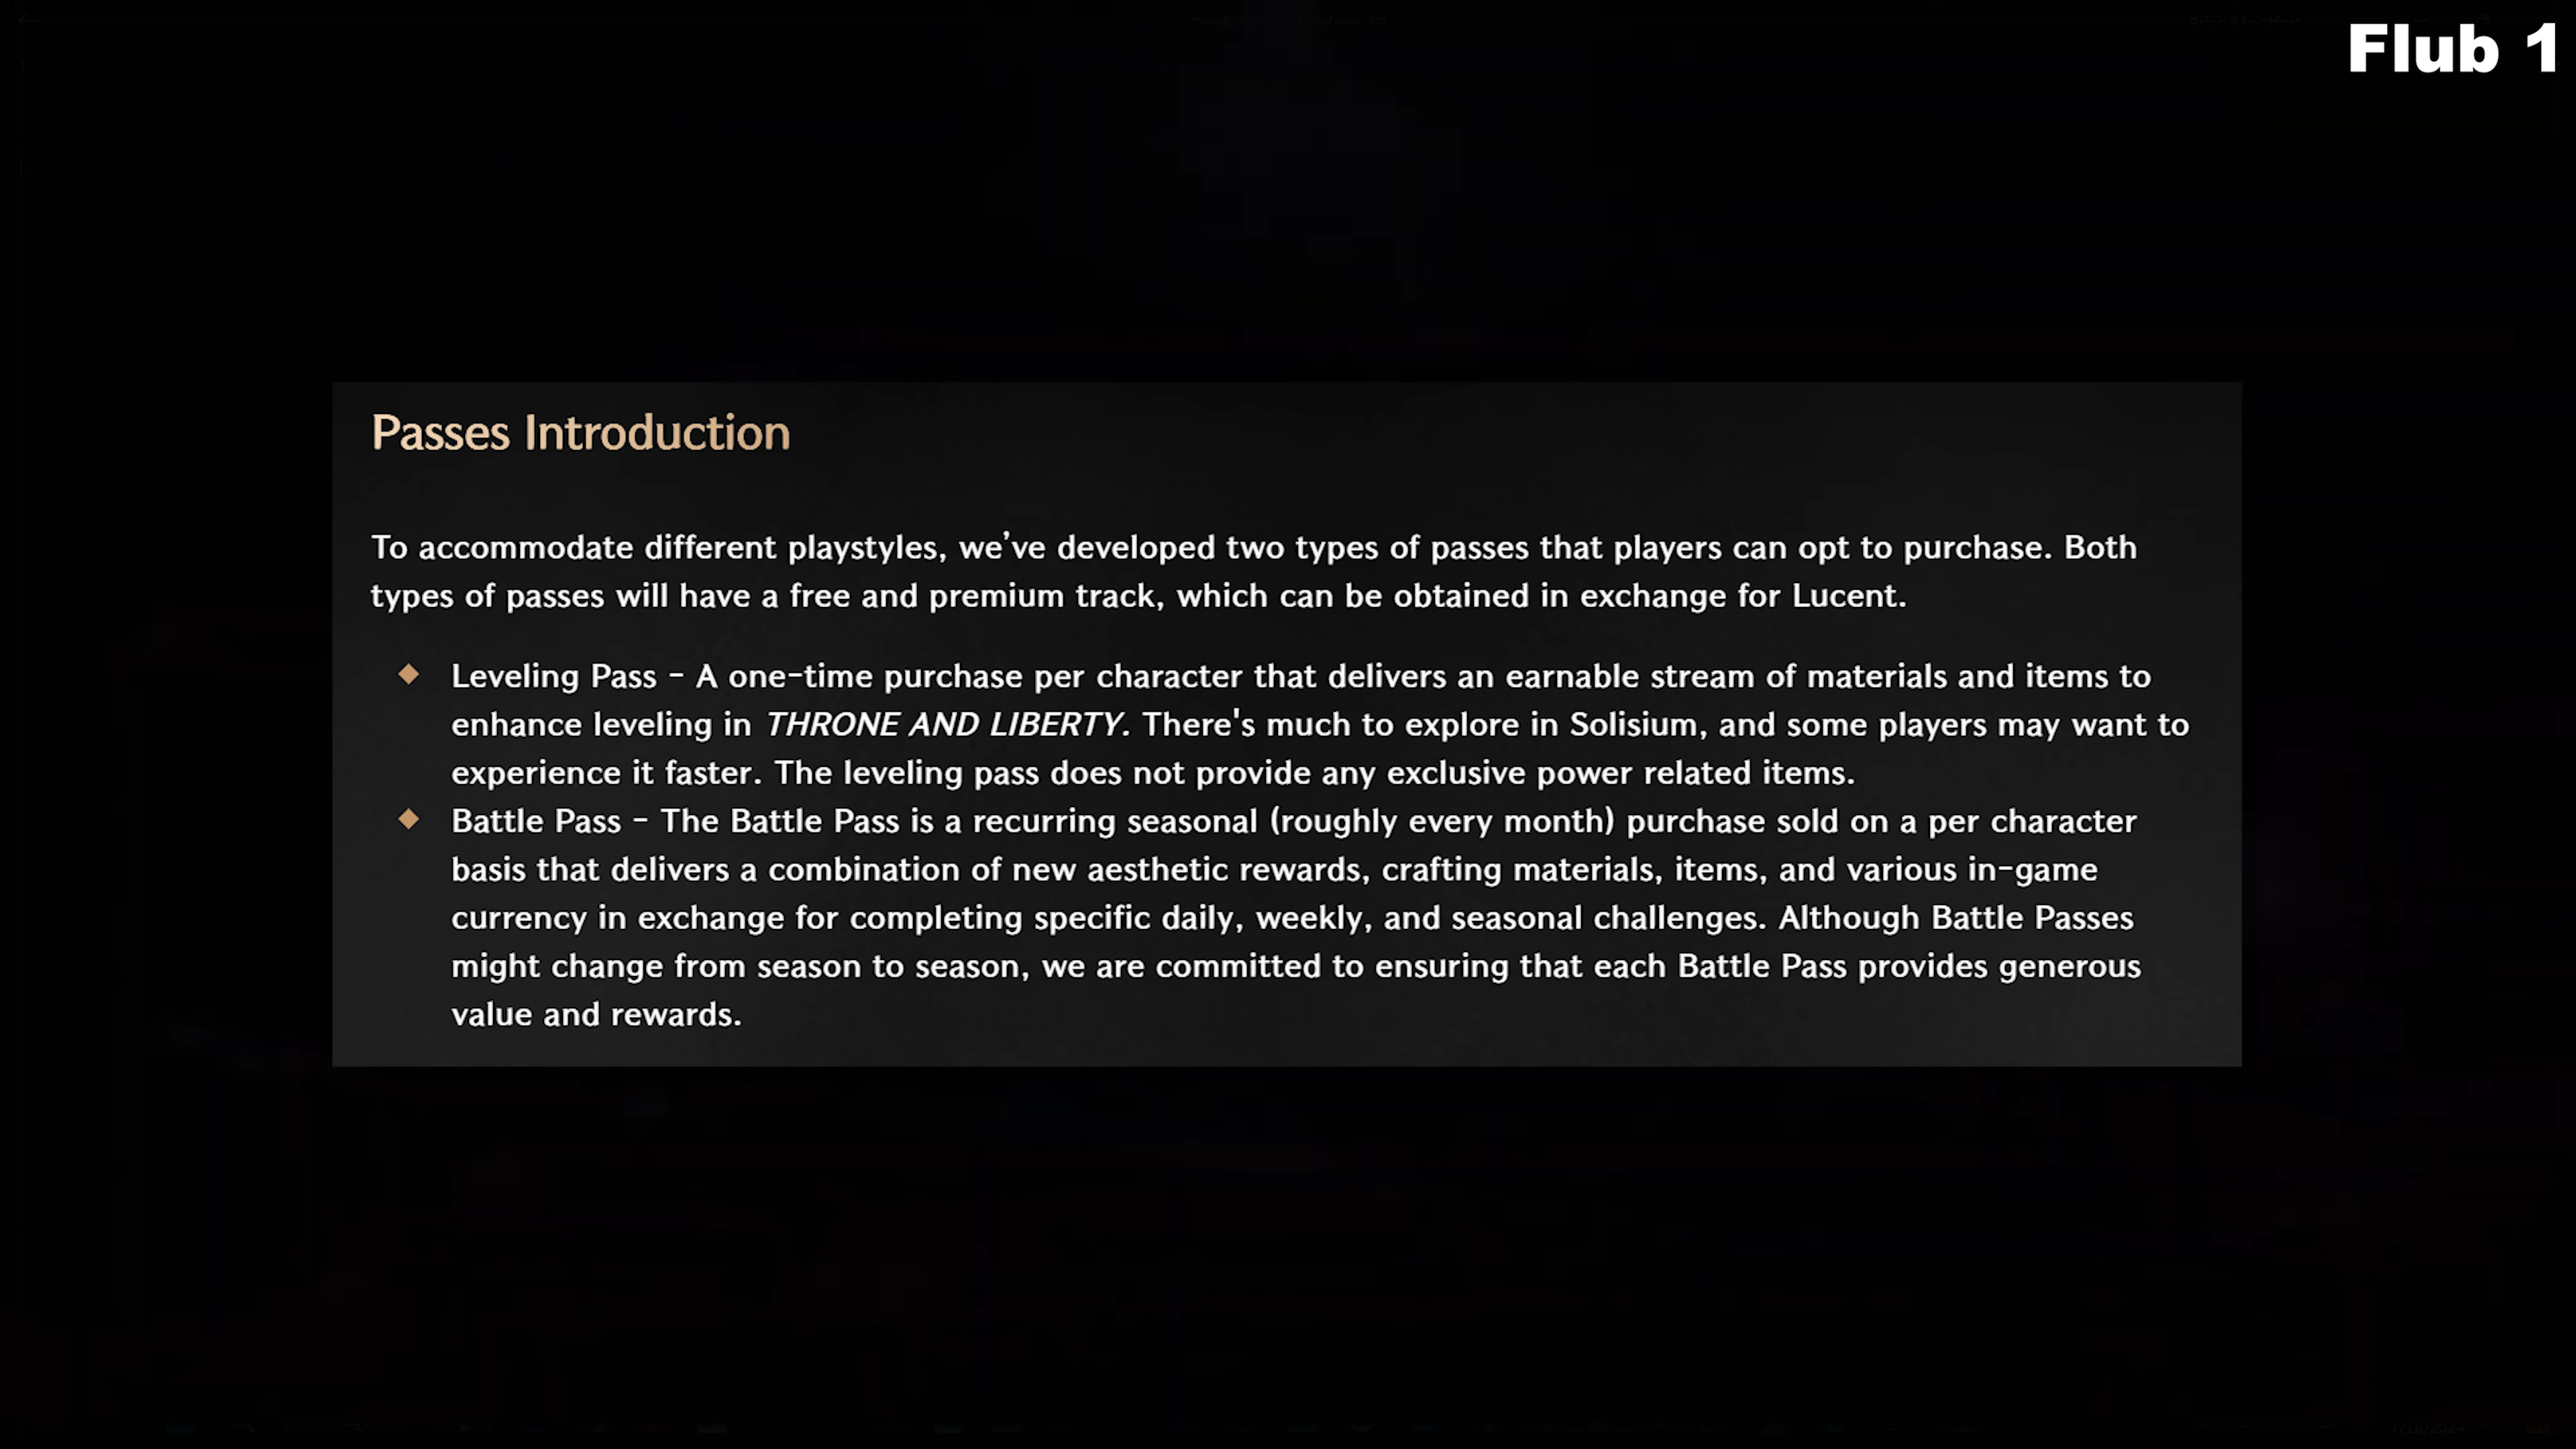 Flub 1
Passes Introduction
To accommodate different playstyles, we’ve developed two types of passes that players can opt to purchase. Both
types of passes will have a free and premium track, which can be obtained in exchange for Lucent.
Leveling Pass – A one-time purchase per character that delivers an earnable stream of materials and items to
enhance leveling in THRONE AND LIBERTY. There's much to explore in Solisium, and some players may want to
experience it faster. The leveling pass does not provide any exclusive power related items.
Battle Pass – The Battle Pass is a recurring seasonal (roughly every month) purchase sold on a per character
basis that delivers a combination of new aesthetic rewards, crafting materials, items, and various in-game
currency in exchange for completing specific daily, weekly, and seasonal challenges. Although Battle Passes
might change from season to season, we are committed to ensuring that each Battle Pass provides generous
value and rewards.